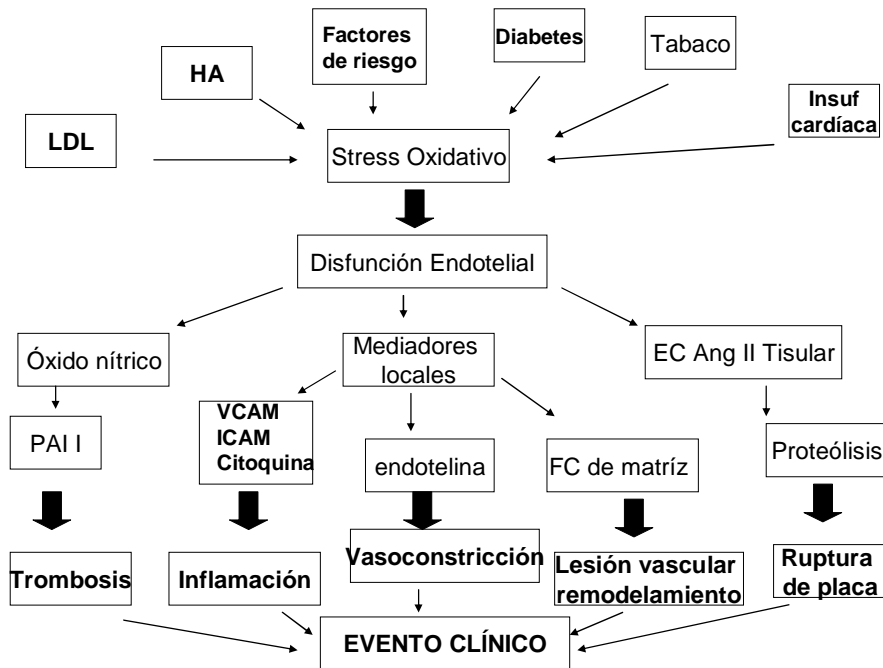 Factores
de riesgo
Diabetes
Tabaco
HA
Insuf
cardíaca
LDL
Stress Oxidativo
Disfunción Endotelial
Óxido nítrico
Mediadores
locales
EC Ang II Tisular
VCAM
ICAM
Citoquina
PAI I
endotelina
FC de matríz
Proteólisis
Trombosis
Inflamación
Vasoconstricción
Lesión vascular
remodelamiento
Ruptura
de placa
EVENTO CLÍNICO